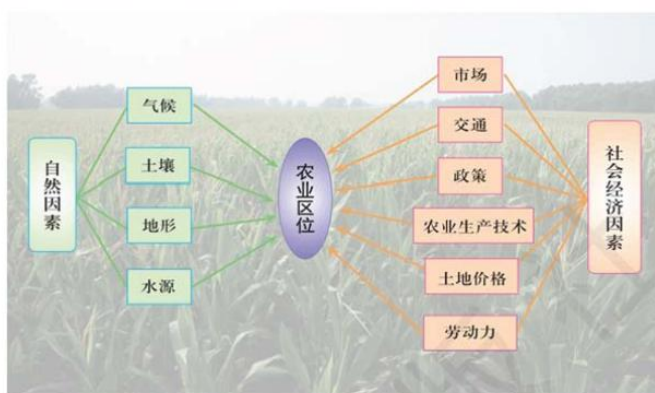 自然因素
气候
土壤
地形
水源
农业区位
市场
交通
政策
农业生产技术
土地价格
劳动力
社会经济因素